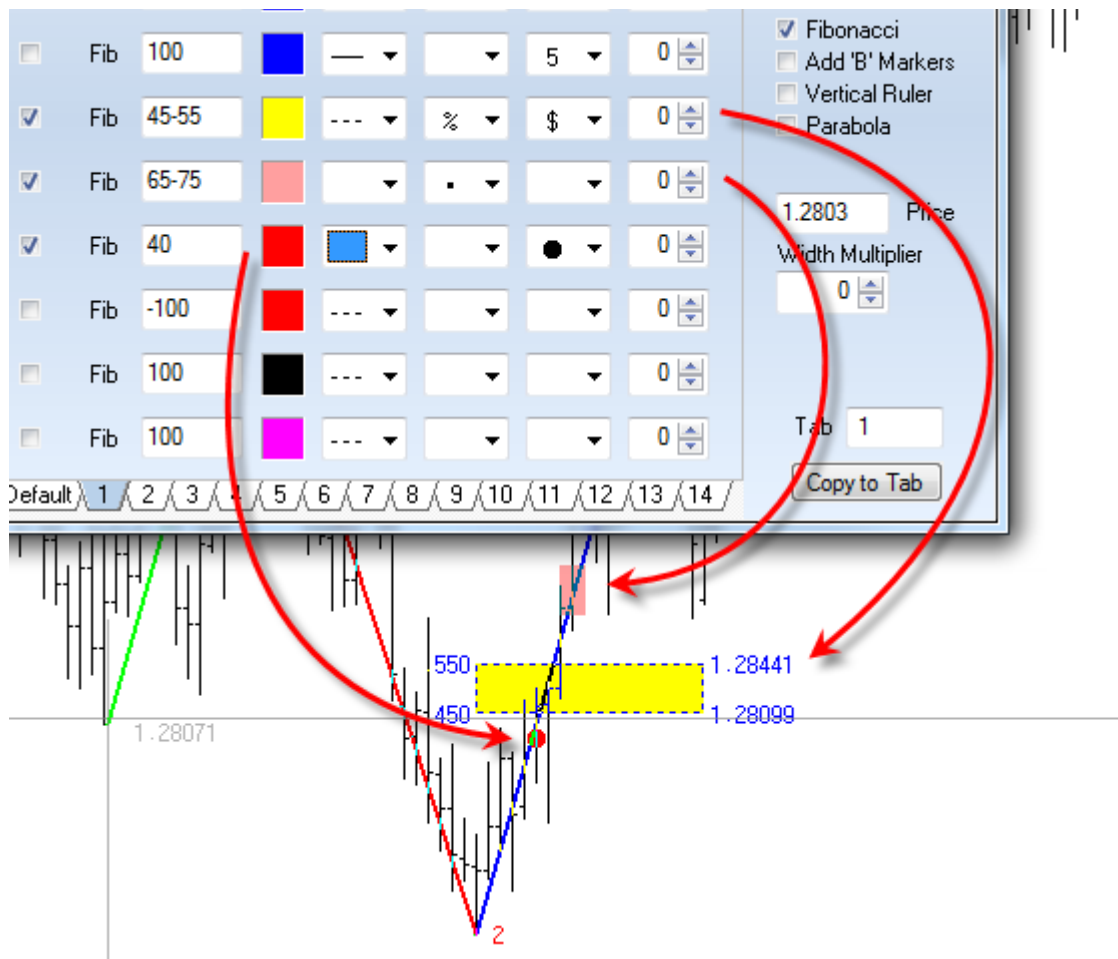 Fib 100 5 0
Fib 45-55 % $ 0
Fib 65-75 0
Fib 40 0
Fib -100 0
Fib 100 0
Fib 100 0
Fibonacci
Add 'B' Markers
Vertical Ruler
Parabola
1.2803 Price
Width Multiplier
0
Tab 1
Copy to Tab
Default 1 2 3 4 5 6 7 8 9 10 11 12 13 14
550 1.28441
450 1.28099
1.28071
2